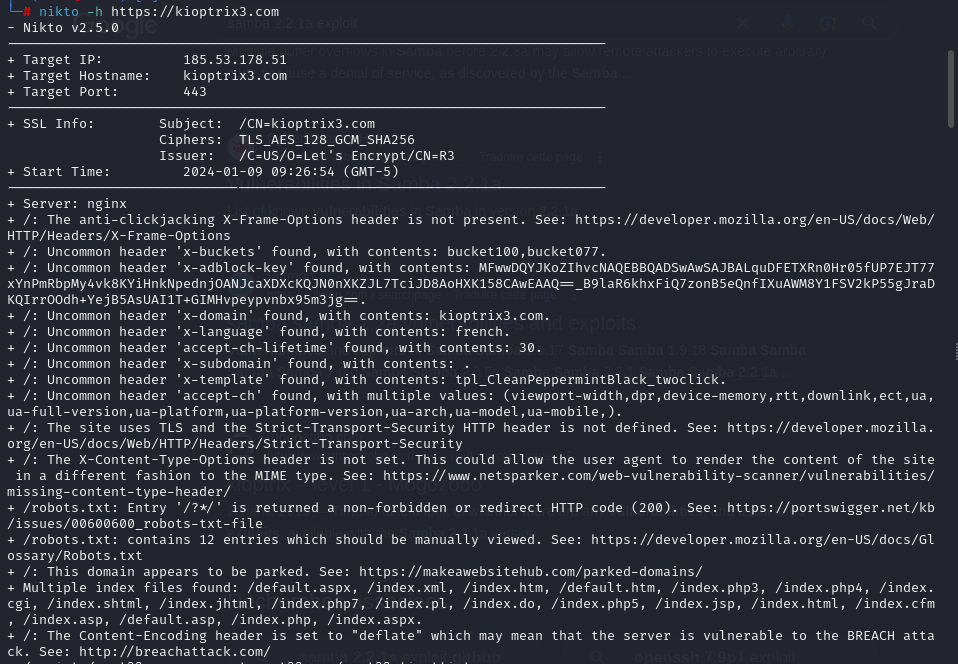 └─# nikto -h https://kioptrix3.com
- Nikto v2.5.0
+ Target IP: 185.53.178.51
+ Target Hostname: kioptrix3.com
+ Target Port: 443
+ SSL Info: Subject: /CN=kioptrix3.com
Ciphers: TLS_AES_128_GCM_SHA256
Issuer: /C=US/O=Let's Encrypt/CN=R3
+ Start Time: 2024-01-09 09:26:54 (GMT-5)
+ Server: nginx
+ /: The anti-clickjacking X-Frame-Options header is not present. See: https://developer.mozilla.org/en-US/docs/Web/
HTTP/Headers/X-Frame-Options
+ /: Uncommon header 'x-buckets' found, with contents: bucket100,bucket077.
+ /: Uncommon header 'x-adblock-key' found, with contents: MFwwDQYJKoZIhvcNAQEBBQADSwAwSAJBALquDFETXRn0Hr05fUP7EJT77
xYnPmRbpMy4vk8KYiHnkNpednjOANJcaXDXcKQJN0nXKZJL7TciJD8AoHXK158CAwEAAQ==_B9laR6khxFiQ7zonB5eQnfIXuAWM8Y1FSV2kP55gJraD
KQIrrOOdh+YejB5AsUAI1T+GIMHvpeypvnbx95m3jg==.
+ /: Uncommon header 'x-domain' found, with contents: kioptrix3.com.
+ /: Uncommon header 'x-language' found, with contents: french.
+ /: Uncommon header 'accept-ch-lifetime' found, with contents: 30.
+ /: Uncommon header 'x-subdomain' found, with contents: .
+ /: Uncommon header 'x-template' found, with contents: tpl_CleanPeppermintBlack_twoclick.
+ /: Uncommon header 'accept-ch' found, with multiple values: (viewport-width,dpr,device-memory,rtt,downlink,ect,ua,
ua-full-version,ua-platform,ua-platform-version,ua-arch,ua-model,ua-mobile,).
+ /: The site uses TLS and the Strict-Transport-Security HTTP header is not defined. See: https://developer.mozilla.
org/en-US/docs/Web/HTTP/Headers/Strict-Transport-Security
+ /: The X-Content-Type-Options header is not set. This could allow the user agent to render the content of the site
in a different fashion to the MIME type. See: https://www.netsparker.com/web-vulnerability-scanner/vulnerabilities/
missing-content-type-header/
+ /robots.txt: Entry '/?*/' is returned a non-forbidden or redirect HTTP code (200). See: https://portswigger.net/kb
/issues/00600600_robots-txt-file
+ /robots.txt: contains 12 entries which should be manually viewed. See: https://developer.mozilla.org/en-US/docs/Gl
ossary/Robots.txt
+ /: This domain appears to be parked. See: https://makeawebsitehub.com/parked-domains/
+ Multiple index files found: /default.aspx, /index.xml, /index.htm, /default.htm, /index.php3, /index.php4, /index.
cgi, /index.shtml, /index.jhtml, /index.php7, /index.pl, /index.do, /index.php5, /index.jsp, /index.html, /index.cfm
, /index.asp, /default.asp, /index.php, /index.aspx.
+ /: The Content-Encoding header is set to "deflate" which may mean that the server is vulnerable to the BREACH atta
ck. See: http://breachattack.com/